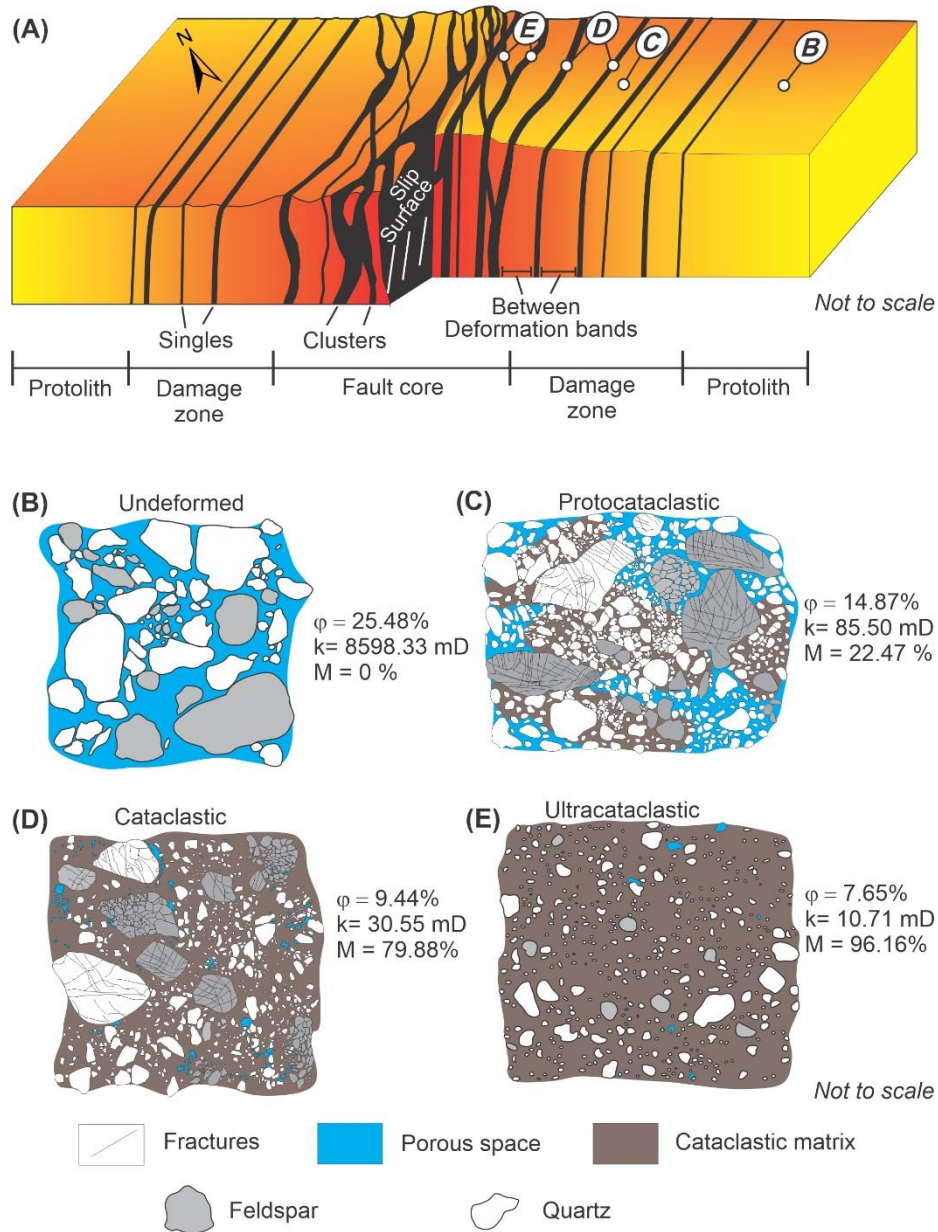 (A)
N
E
D
C
B
Slip
Surface
Between
Deformation bands
Not to scale
Singles
Clusters
Protolith
Damage
zone
Fault core
Damage
zone
Protolith
(B)
Undeformed
φ = 25.48%
k= 8598.33 mD
M = 0 %
(C)
Protocataclastic
φ = 14.87%
k= 85.50 mD
M = 22.47 %
(D)
Cataclastic
φ = 9.44%
k= 30.55 mD
M = 79.88%
(E)
Ultracataclastic
φ = 7.65%
k= 10.71 mD
M = 96.16%
Not to scale
Fractures
Porous space
Cataclastic matrix
Feldspar
Quartz